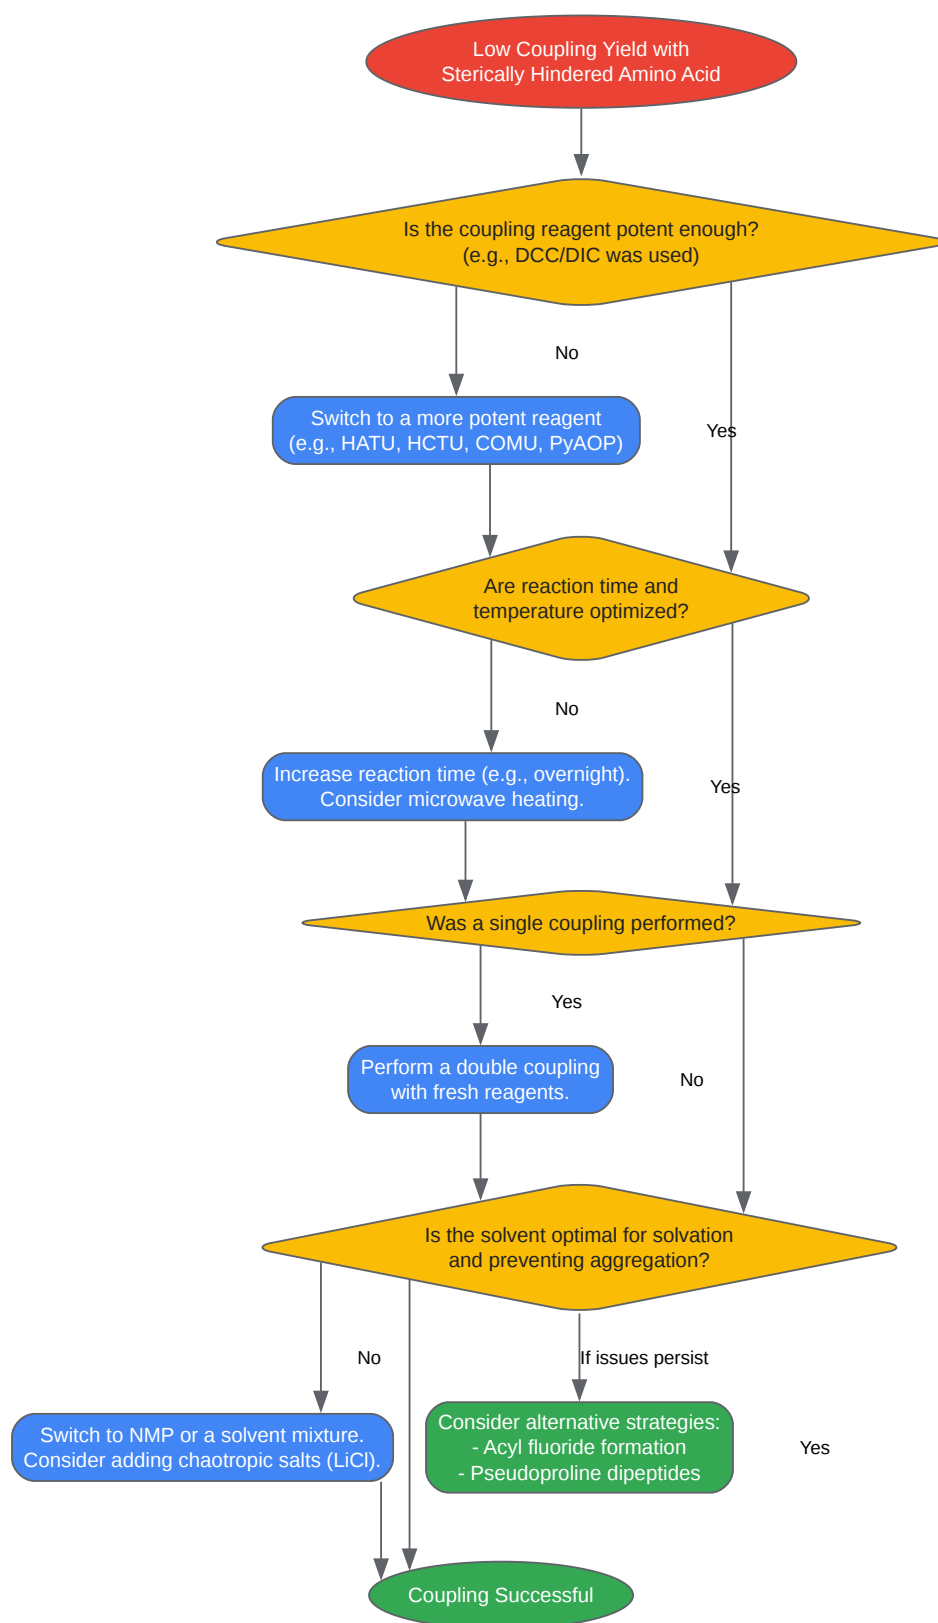 Low Coupling Yield with
Sterically Hindered Amino Acid
Is the coupling reagent potent enough?
(e.g., DCC/DIC was used)
No
Switch to a more potent reagent
(e.g., HATU, HCTU, COMU, PyAOP)
Yes
Are reaction time and
temperature optimized?
No
Increase reaction time (e.g., overnight).
Consider microwave heating.
Yes
Was a single coupling performed?
Yes
Perform a double coupling
with fresh reagents.
No
Is the solvent optimal for solvation
and preventing aggregation?
No
If issues persist
Switch to NMP or a solvent mixture.
Consider adding chaotropic salts (LiCl).
Consider alternative strategies:
- Acyl fluoride formation
- Pseudoproline dipeptides
Yes
Coupling Successful